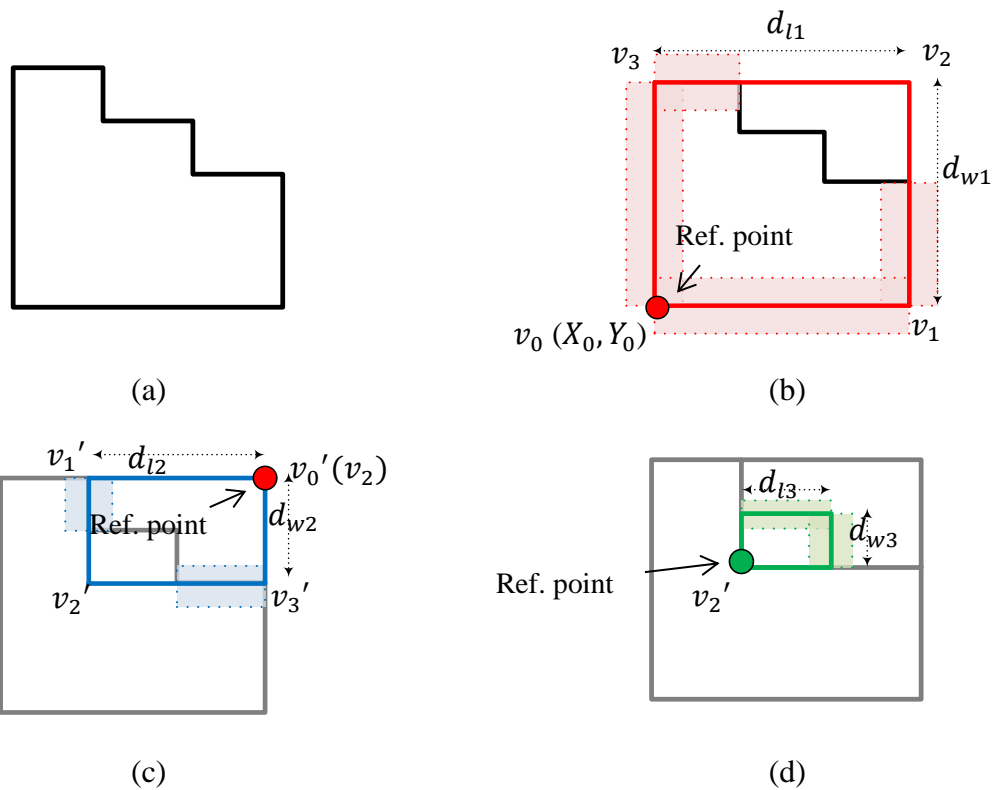 d_{l1}
v_3
v_2
d_{w1}
Ref. point
v_0 (X_0, Y_0)
v_1
(a)
(b)
v_1'
d_{l2}
v_0'(v_2)
Ref. point
d_{w2}
v_2'
v_3'
d_{l3}
d_{w3}
Ref. point
v_2'
(c)
(d)